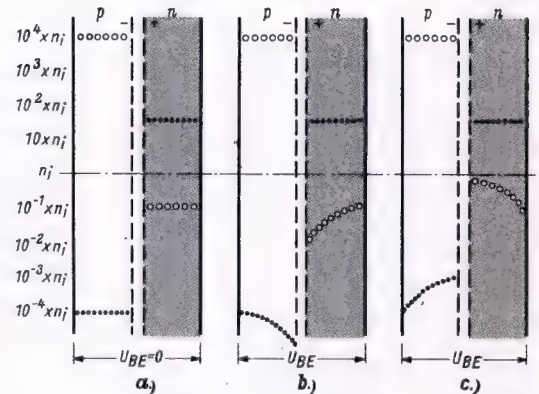 p − + n
p − n
p − + n
10⁴×nᵢ
10³×nᵢ
10²×nᵢ
10×nᵢ
nᵢ
10⁻¹×nᵢ
10⁻²×nᵢ
10⁻³×nᵢ
10⁻⁴×nᵢ
U_BE=0
U_BE
U_BE
a.)
b.)
c.)